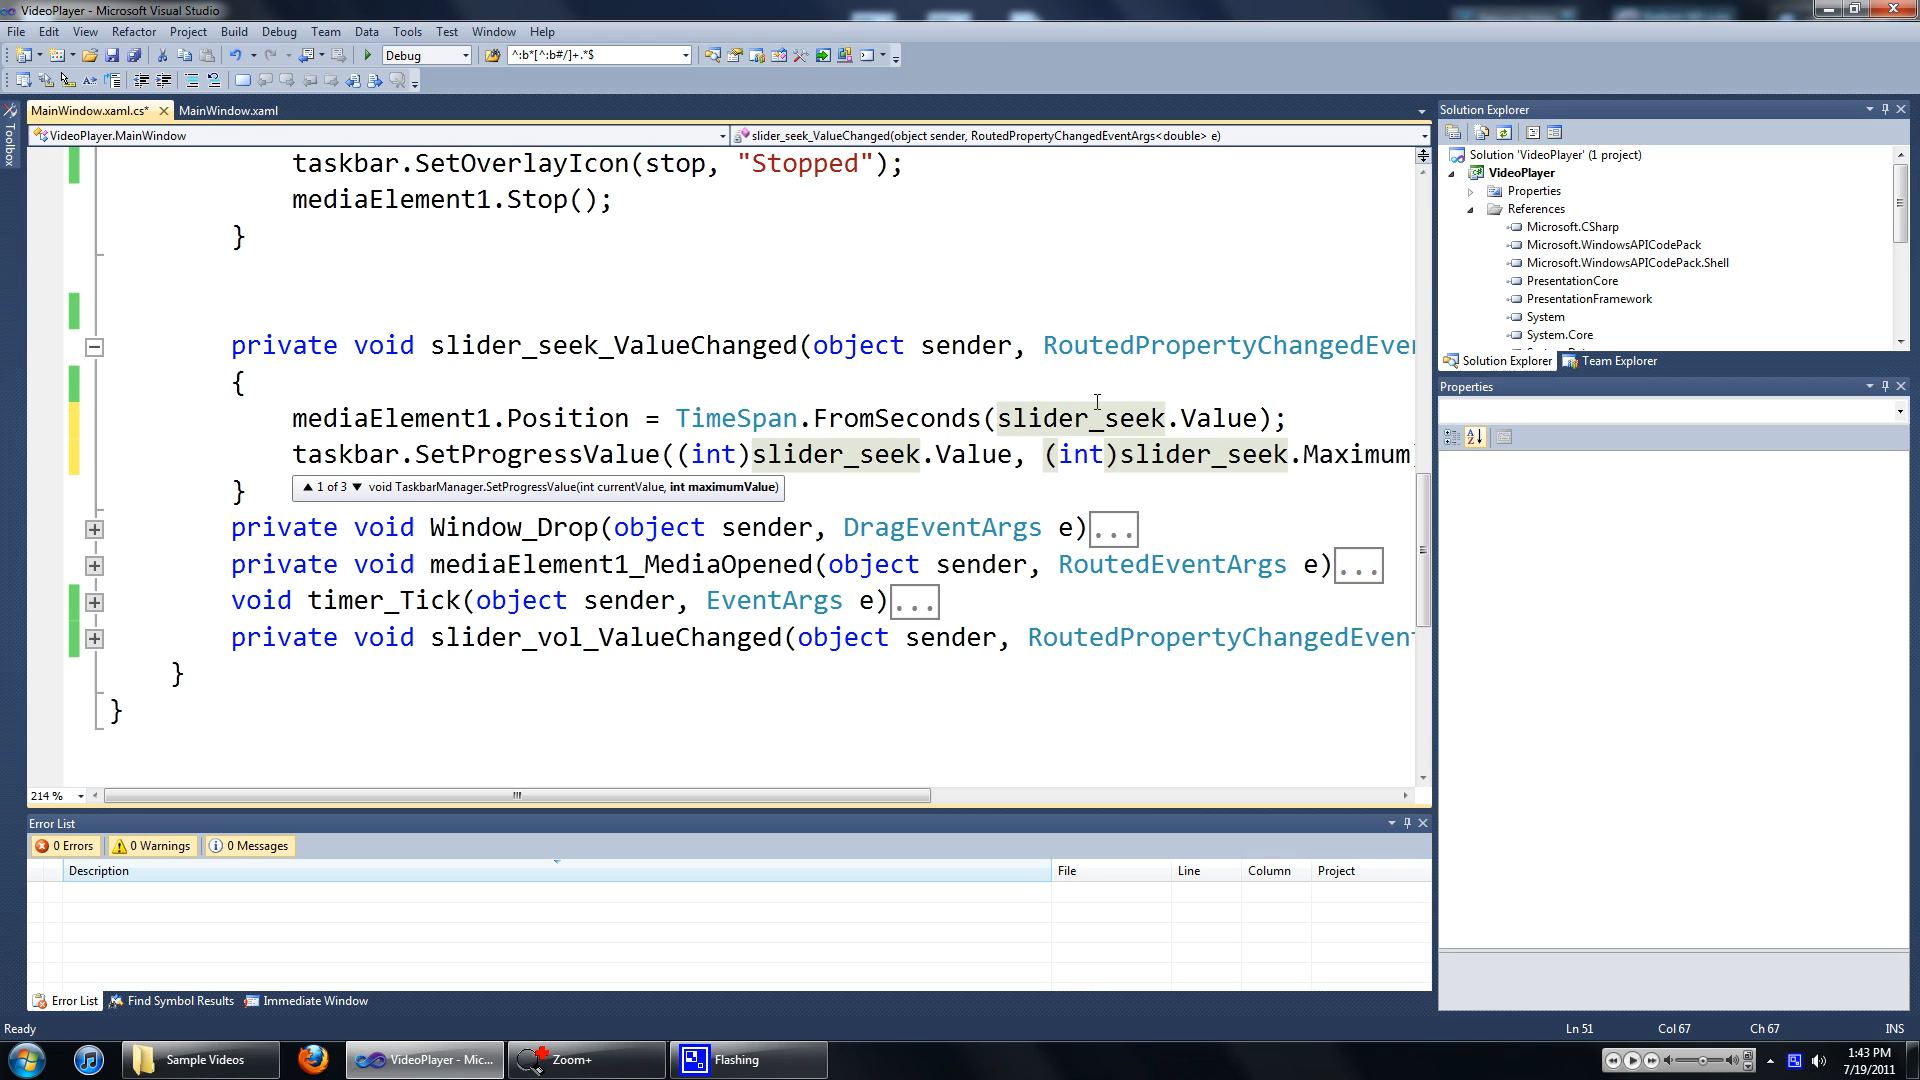 VideoPlayer - Microsoft Visual Studio
File Edit View Refactor Project Build Debug Team Data Tools Test Window Help
Debug ^:b*[^:b#/]+.*$
Toolbox
MainWindow.xaml.cs* MainWindow.xaml
VideoPlayer.MainWindow slider_seek_ValueChanged(object sender, RoutedPropertyChangedEventArgs<double> e)
taskbar.SetOverlayIcon(stop, "Stopped");
mediaElement1.Stop();
}
private void slider_seek_ValueChanged(object sender, RoutedPropertyChangedEver
{
mediaElement1.Position = TimeSpan.FromSeconds(slider_seek.Value);
taskbar.SetProgressValue((int)slider_seek.Value, (int)slider_seek.Maximum
1 of 3 void TaskbarManager.SetProgressValue(int currentValue, int maximumValue)
}
private void Window_Drop(object sender, DragEventArgs e)...
private void mediaElement1_MediaOpened(object sender, RoutedEventArgs e)...
void timer_Tick(object sender, EventArgs e)...
private void slider_vol_ValueChanged(object sender, RoutedPropertyChangedEvent
}
}
214 %
Error List
0 Errors 0 Warnings 0 Messages
Description File Line Column Project
Error List Find Symbol Results Immediate Window
Solution Explorer
Solution 'VideoPlayer' (1 project)
VideoPlayer
Properties
References
Microsoft.CSharp
Microsoft.WindowsAPICodePack
Microsoft.WindowsAPICodePack.Shell
PresentationCore
PresentationFramework
System
System.Core
Solution Explorer Team Explorer
Properties
Ready Ln 51 Col 67 Ch 67 INS
Sample Videos VideoPlayer - Mic... Zoom+ Flashing
1:43 PM
7/19/2011